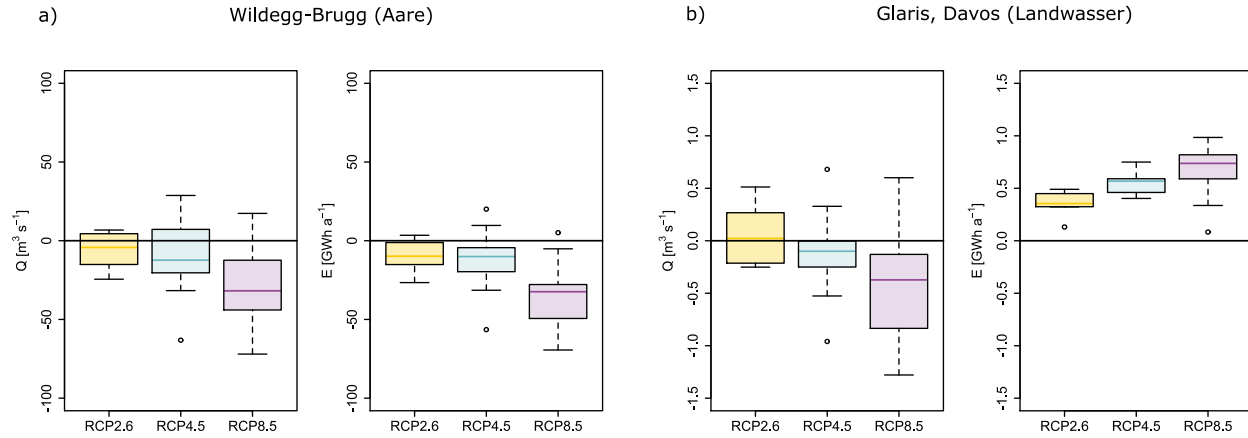 a) Wildegg-Brugg (Aare)
b) Glaris, Davos (Landwasser)
Q [m³ s⁻¹]
100
50
0
-50
-100
RCP2.6 RCP4.5 RCP8.5
E [GWh a⁻¹]
100
50
0
-50
-100
RCP2.6 RCP4.5 RCP8.5
Q [m³ s⁻¹]
1.5
1.0
0.5
0.0
-0.5
-1.0
-1.5
RCP2.6 RCP4.5 RCP8.5
E [GWh a⁻¹]
1.5
1.0
0.5
0.0
-0.5
-1.0
-1.5
RCP2.6 RCP4.5 RCP8.5